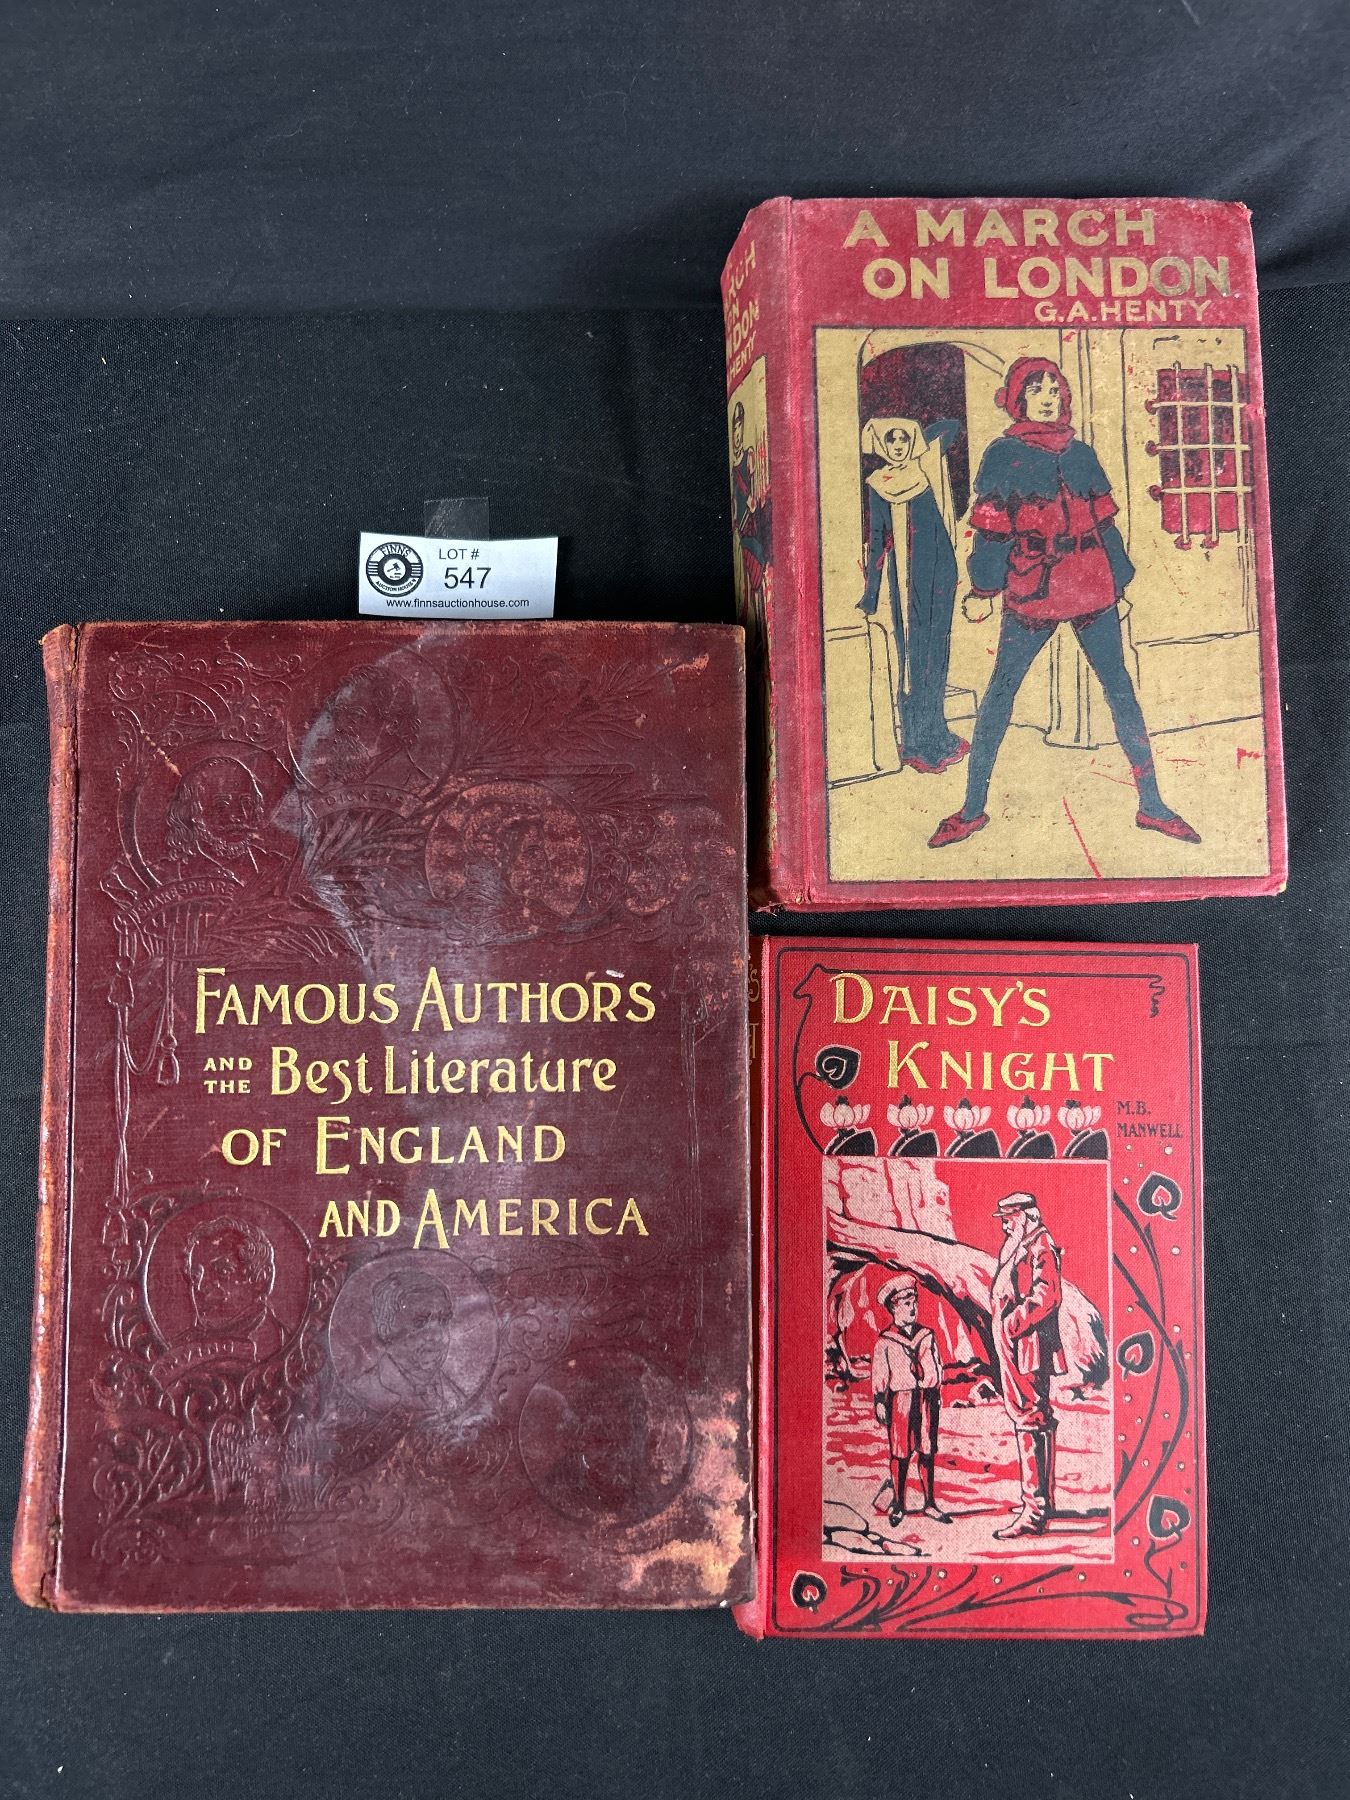 A MARCH
ON LONDON
G.A.HENTY
FINNS
AUCTION HOUSE
LOT #
547
www.finnsauctionhouse.com
DICKENS
SHAKESPEARE
FAMOUS AUTHORS
AND THE Best Literature
OF ENGLAND
AND AMERICA
DAISY'S
KNIGHT
M.B.
MANWELL